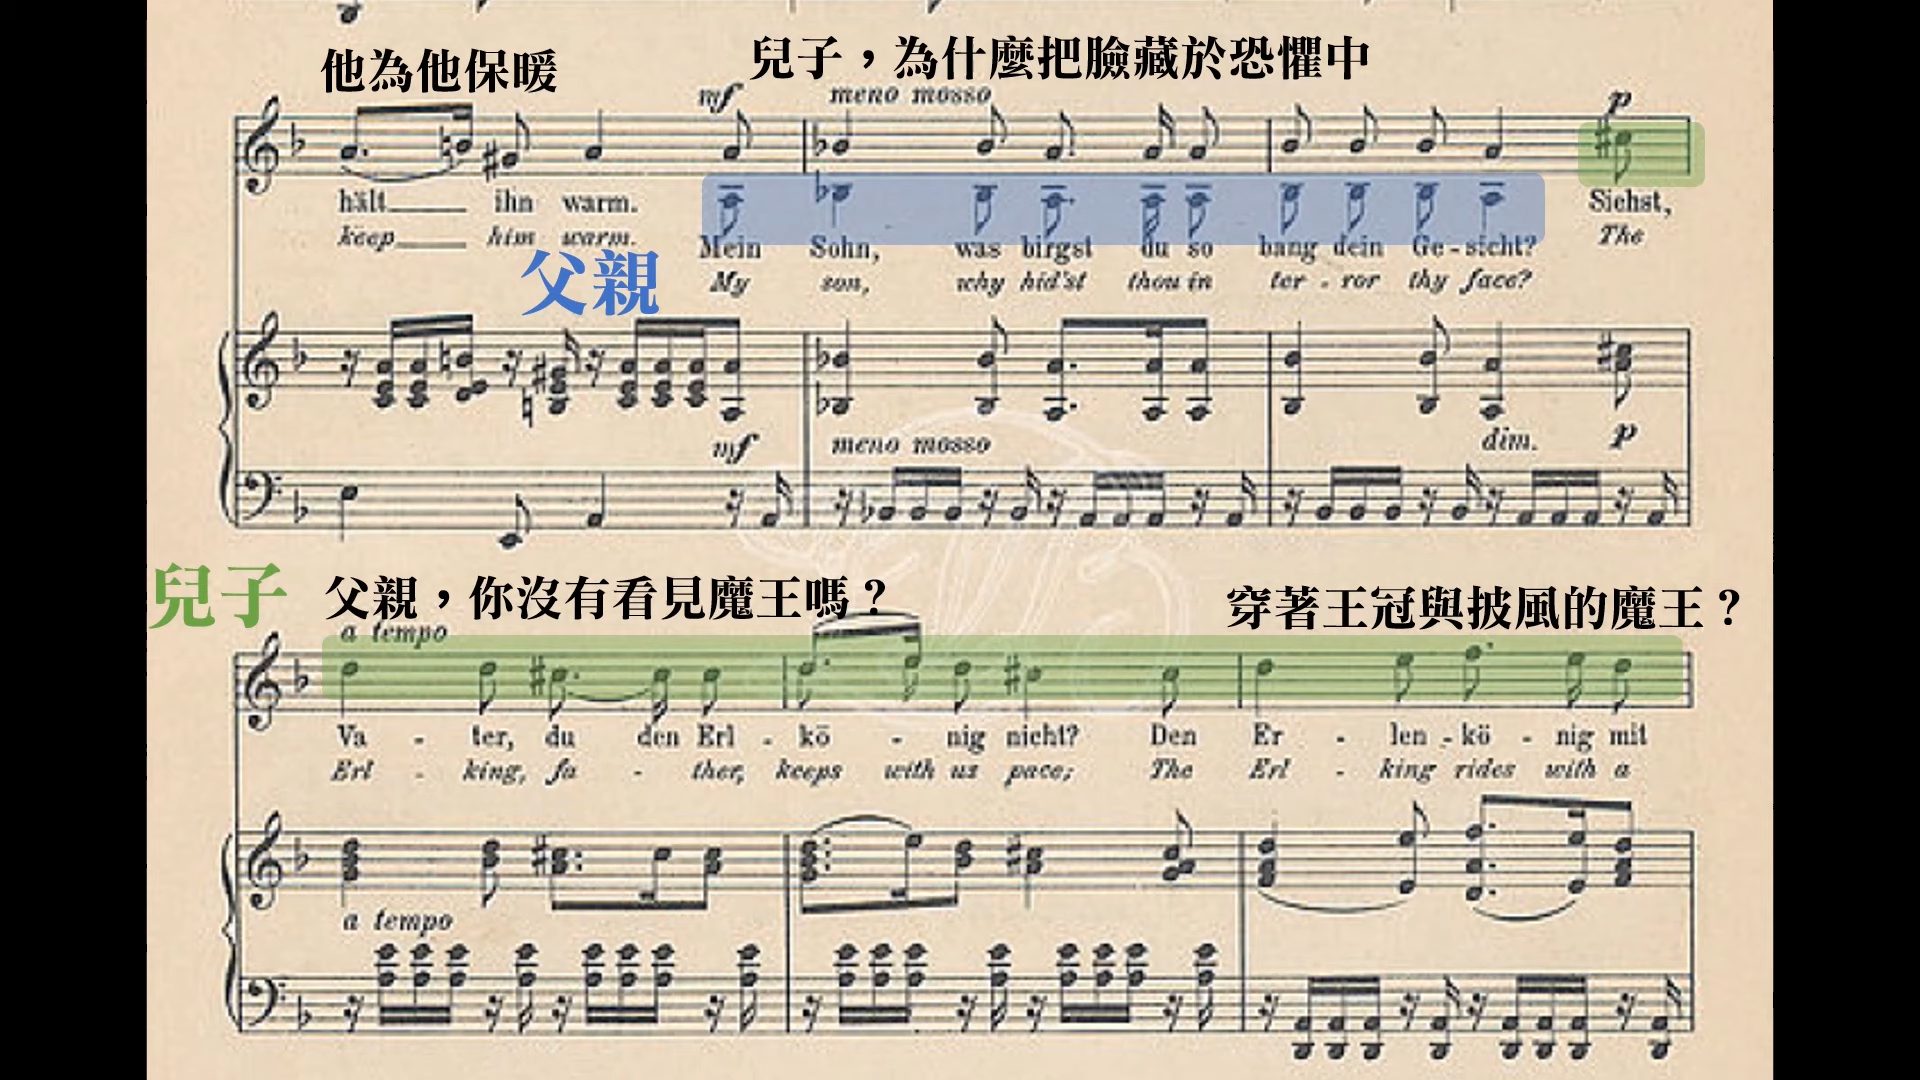 他為他保暖
兒子，為什麼把臉藏於恐懼中
mf meno mosso p
hält ihn warm. Siehst,
keep him warm. The
Mein Sohn, was birgst du so bang dein Ge - sicht?
父親
My son, why hid'st thou in ter - ror thy face?
mf meno mosso dim. p
兒子
父親，你沒有看見魔王嗎？
穿著王冠與披風的魔王？
a tempo
Va - ter, du den Erl - kö - nig nicht? Den Er - len - kö - nig mit
Erl - king, fa - ther, keeps with us pace; The Erl - king rides with a
a tempo